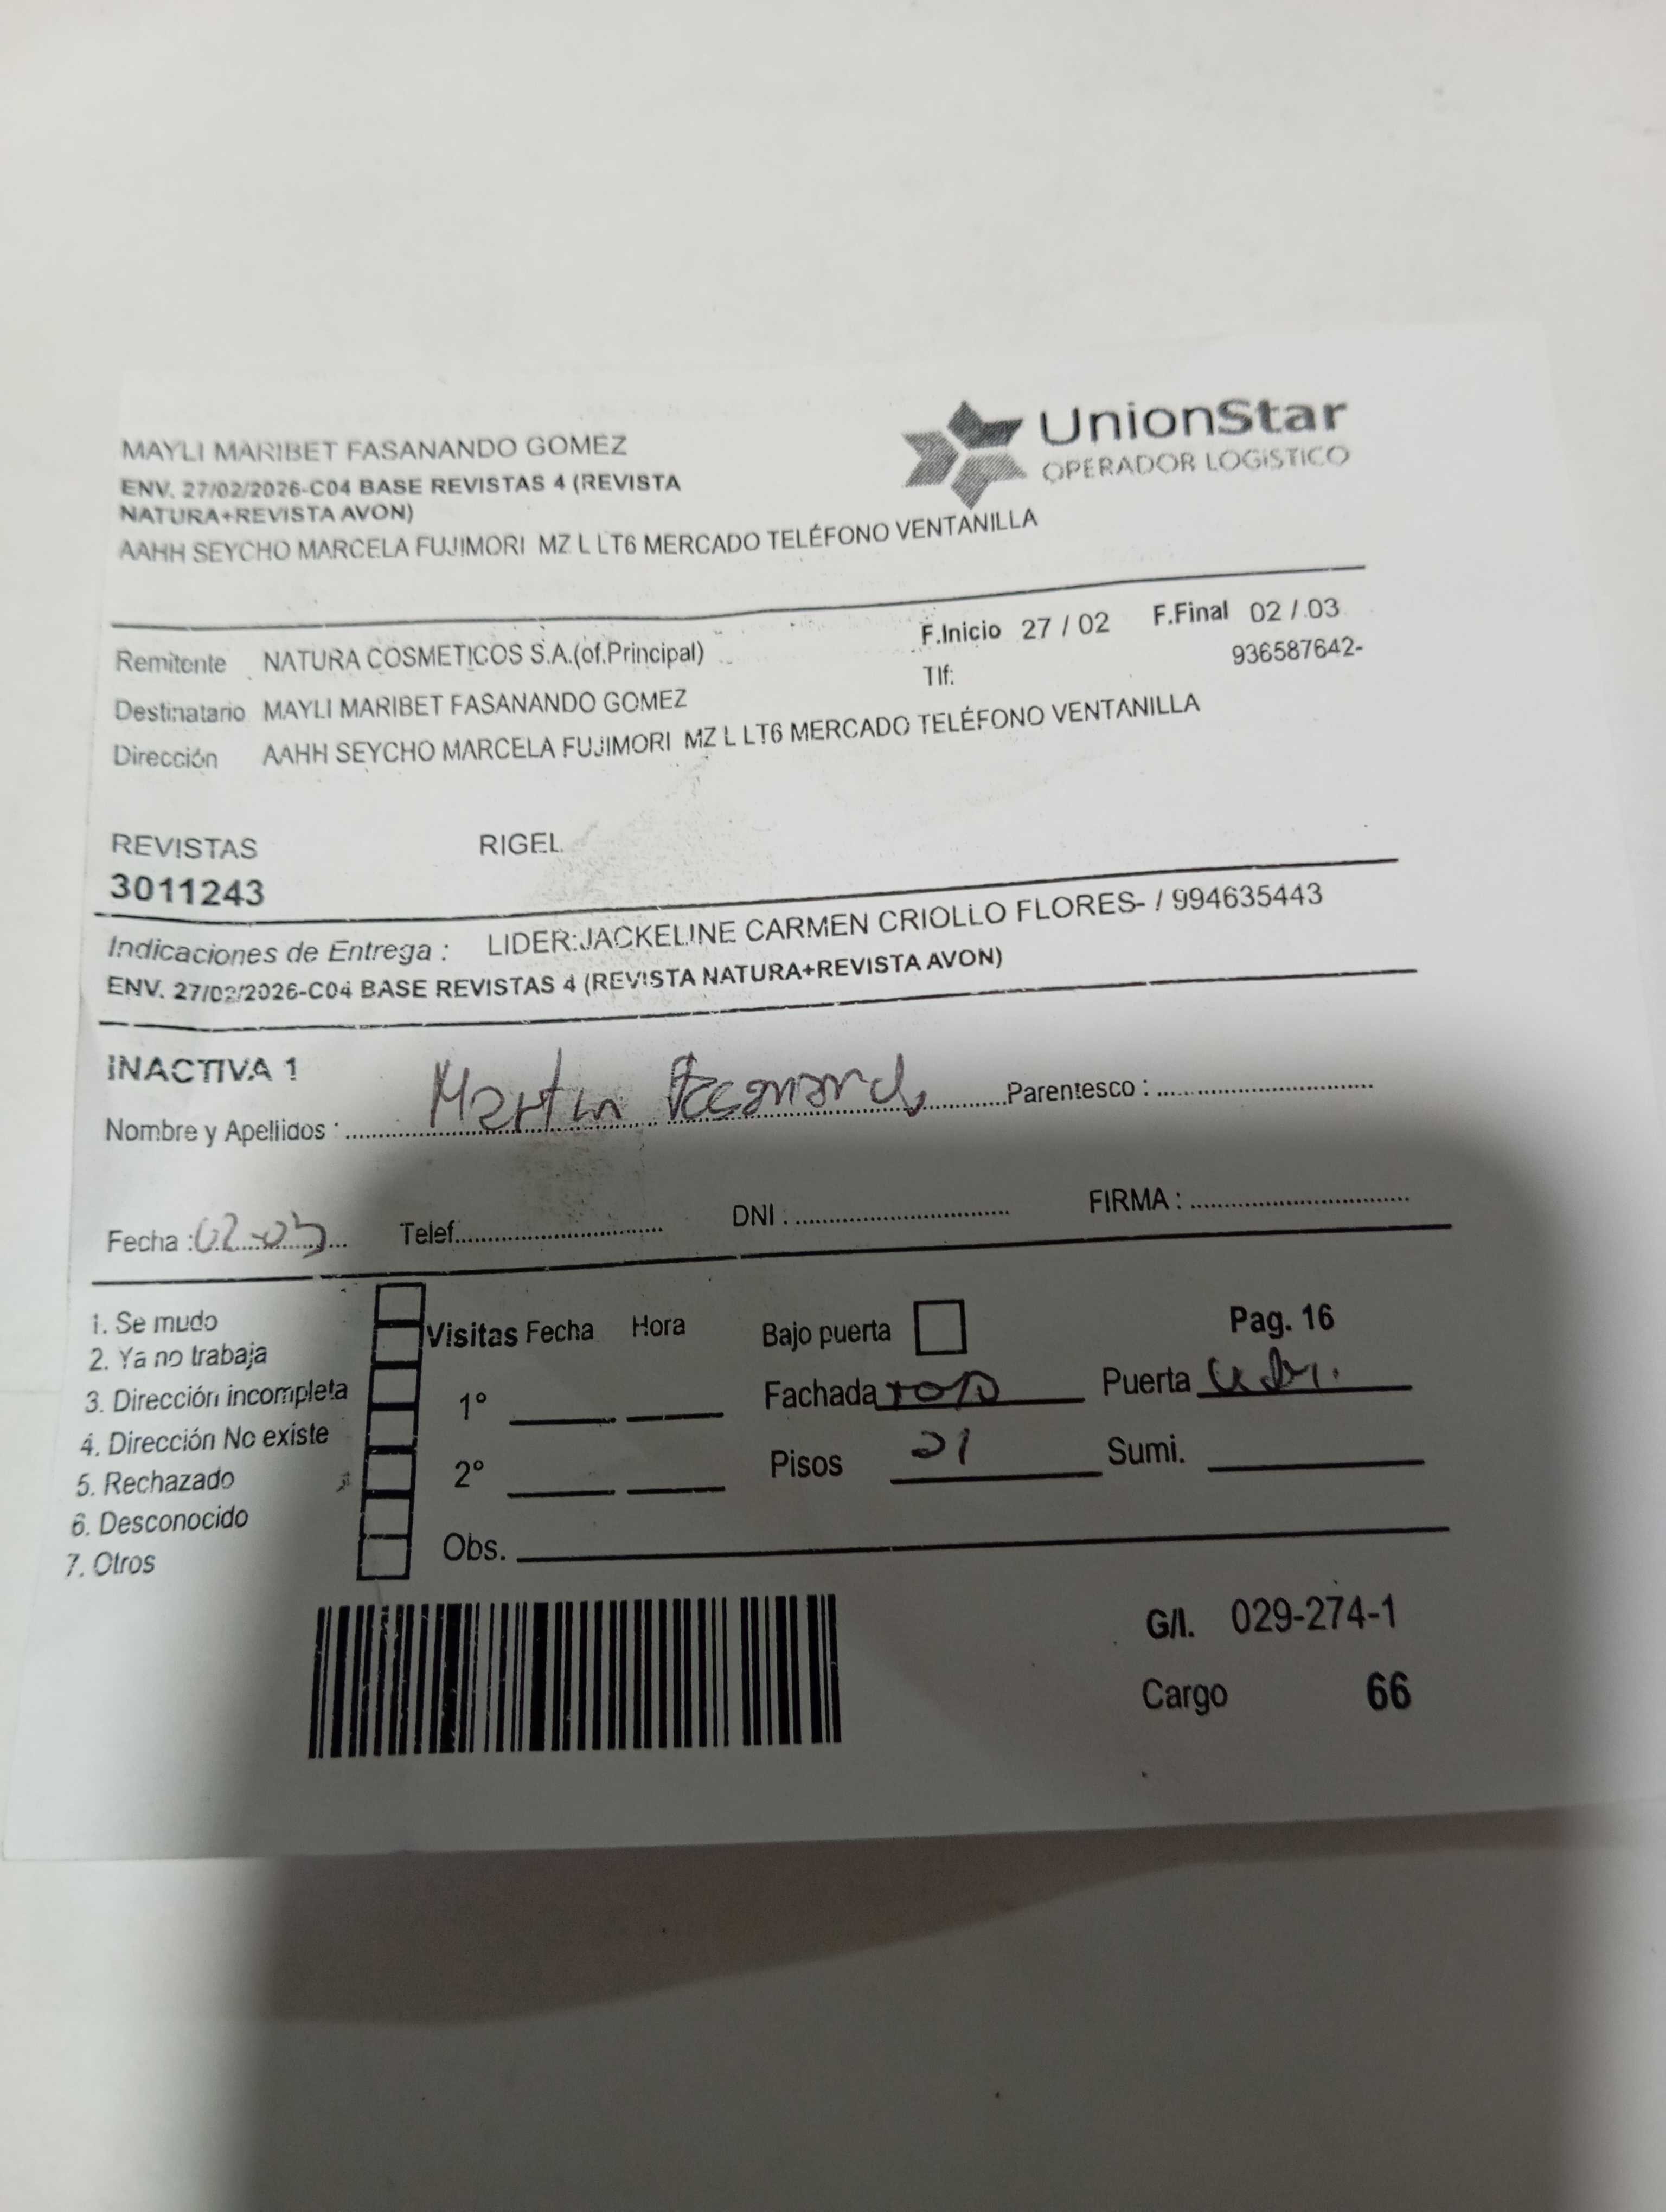 MAYLI MARIBET FASANANDO GOMEZ
UnionStar
OPERADOR LOGISTICO
ENV. 27/02/2026-C04 BASE REVISTAS 4 (REVISTA
NATURA+REVISTA AVON)
AAHH SEYCHO MARCELA FUJIMORI MZ L LT6 MERCADO TELÉFONO VENTANILLA
Remitente NATURA COSMETICOS S.A.(of.Principal) F.Inicio 27 / 02 F.Final 02 / 03
Tlf: 936587642-
Destinatario MAYLI MARIBET FASANANDO GOMEZ
Dirección AAHH SEYCHO MARCELA FUJIMORI MZ L LT6 MERCADO TELÉFONO VENTANILLA
REVISTAS RIGEL
3011243
Indicaciones de Entrega : LIDER:JACKELINE CARMEN CRIOLLO FLORES- / 994635443
ENV. 27/02/2026-C04 BASE REVISTAS 4 (REVISTA NATURA+REVISTA AVON)
INACTIVA 1
Nombre y Apellidos : Martin Parentesco :
Fecha : 02-03 Telef. DNI : FIRMA :
1. Se mudo
2. Ya no trabaja
3. Dirección incompleta
4. Dirección No existe
5. Rechazado
6. Desconocido
7. Otros
Visitas Fecha Hora Bajo puerta Pag. 16
1° Fachada Puerta
2° Pisos 21 Sumi.
Obs.
G/I. 029-274-1
Cargo 66